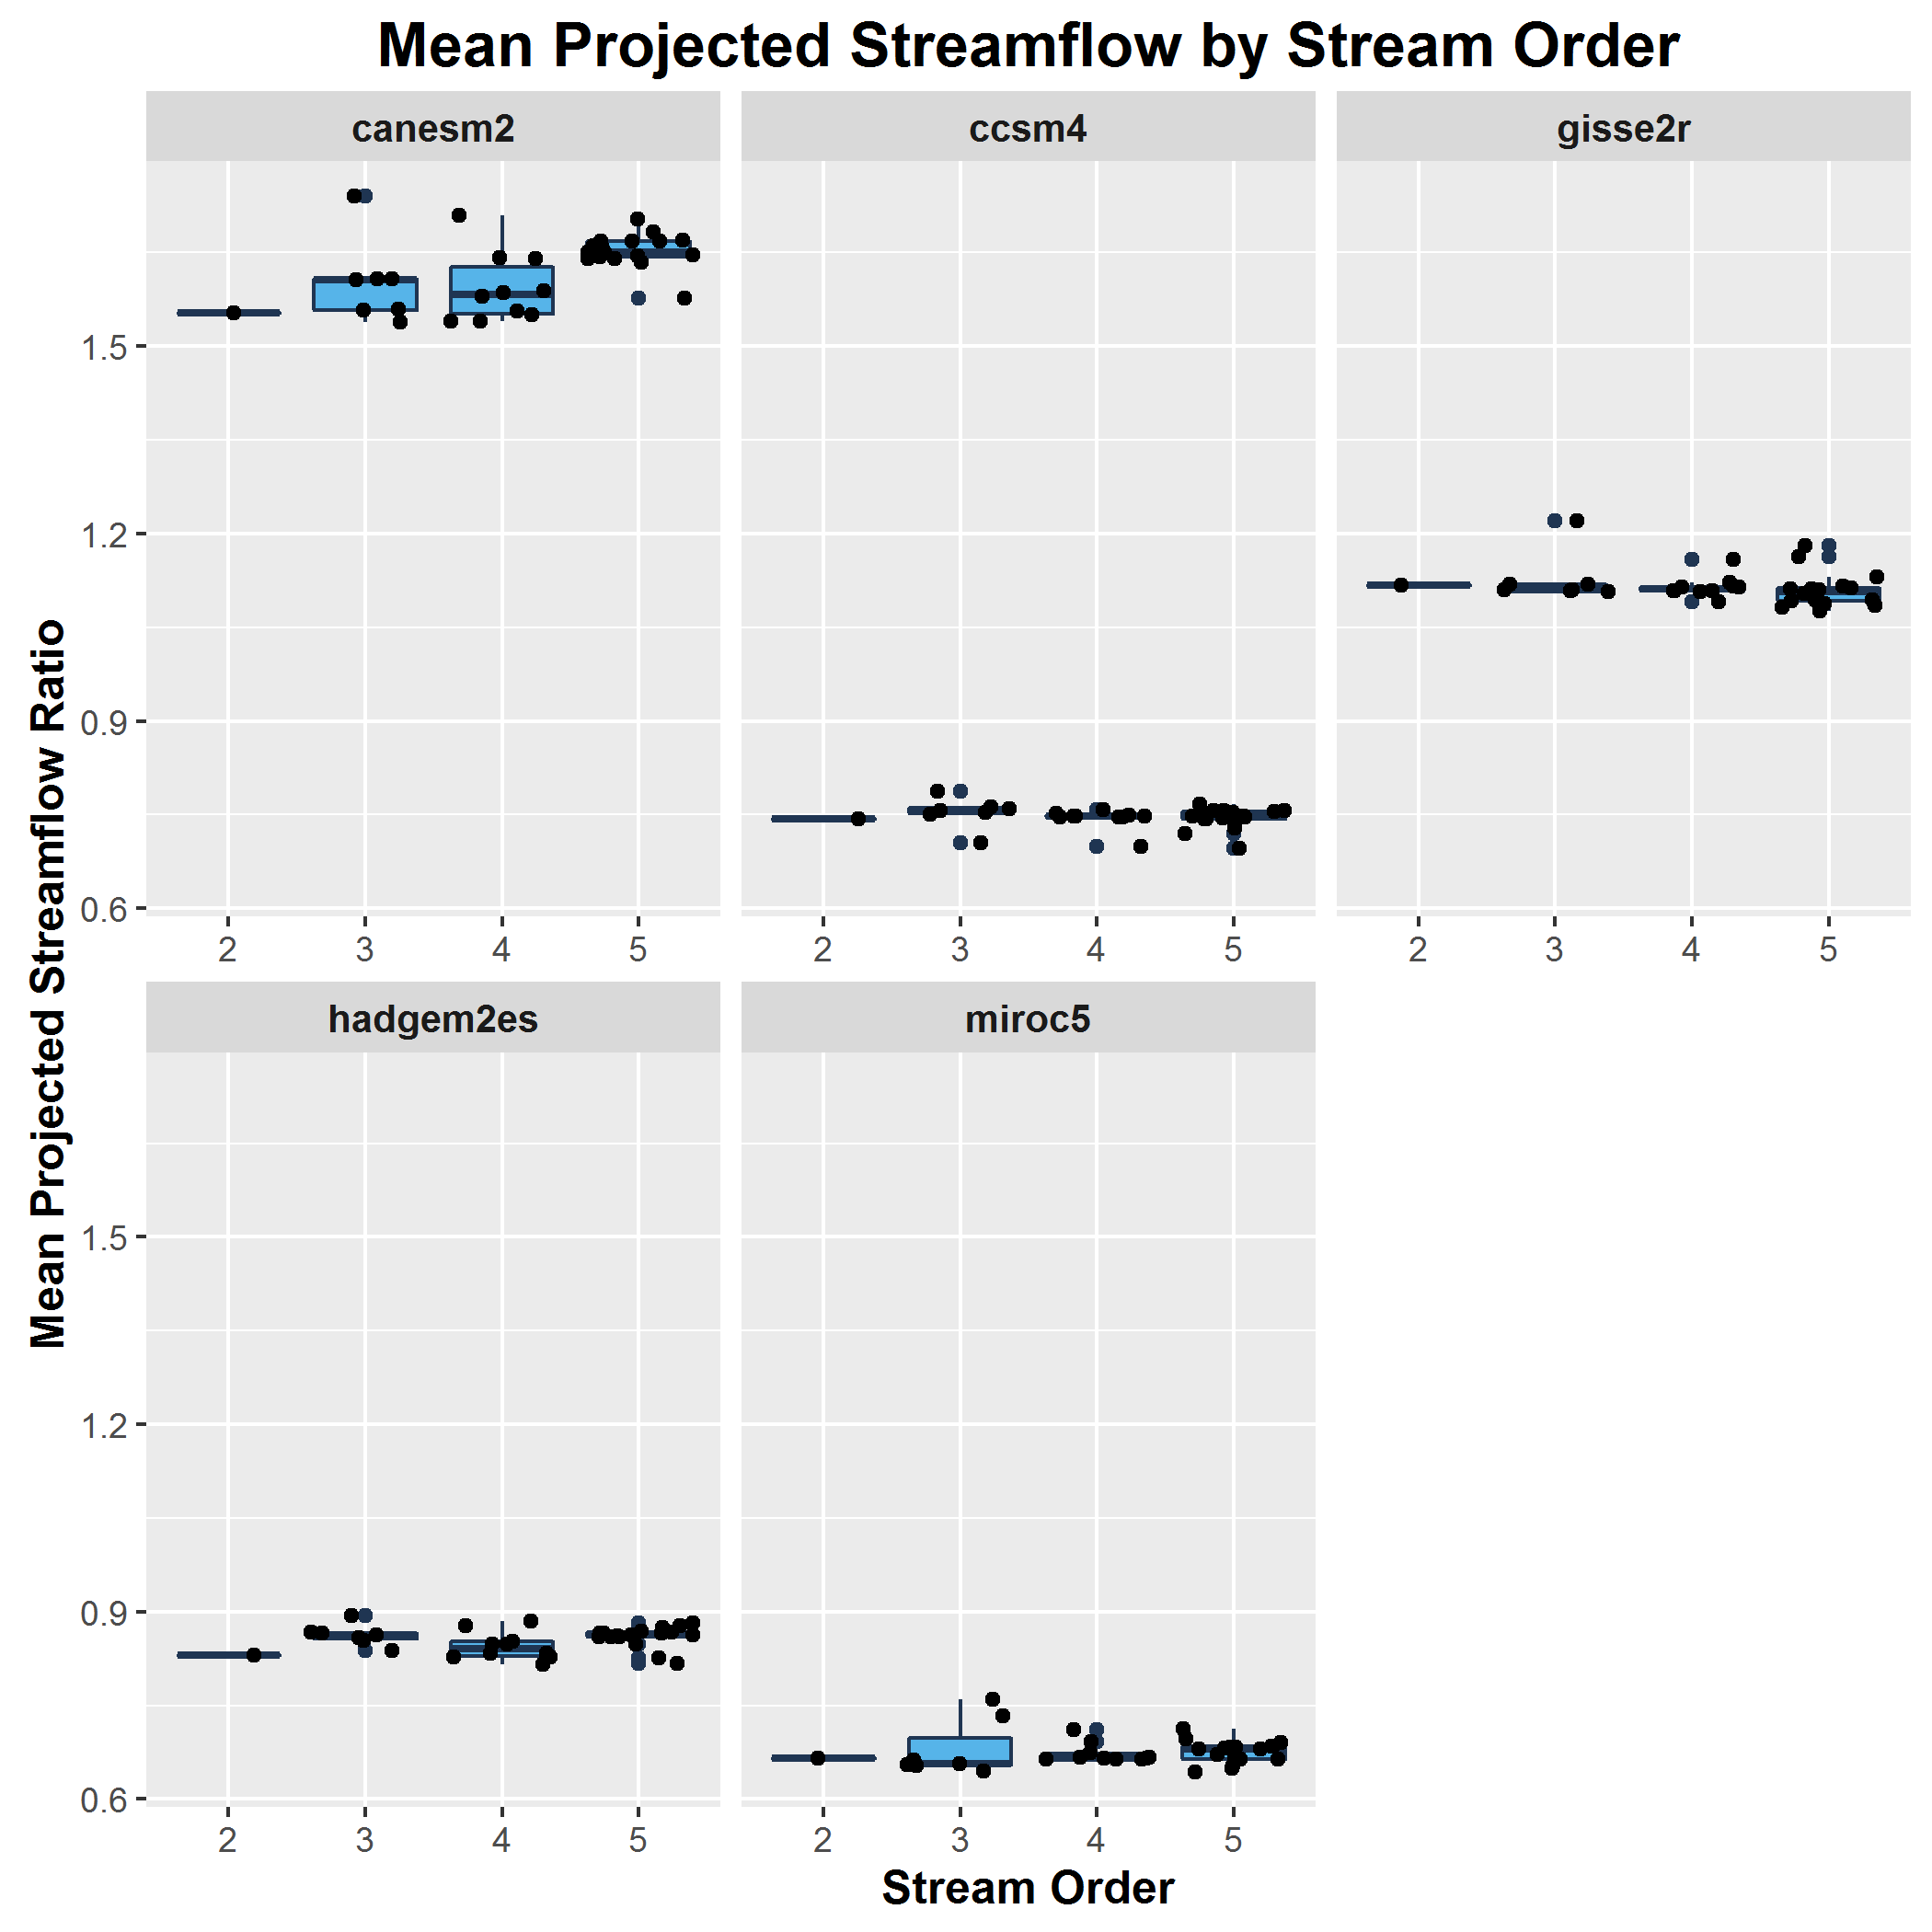 Mean Projected Streamflow by Stream Order
canesm2
ccsm4
gisse2r
Mean Projected Streamflow Ratio
1.5
1.2
0.9
0.6
2 3 4 5
2 3 4 5
2 3 4 5
hadgem2es
miroc5
1.5
1.2
0.9
0.6
2 3 4 5
2 3 4 5
Stream Order